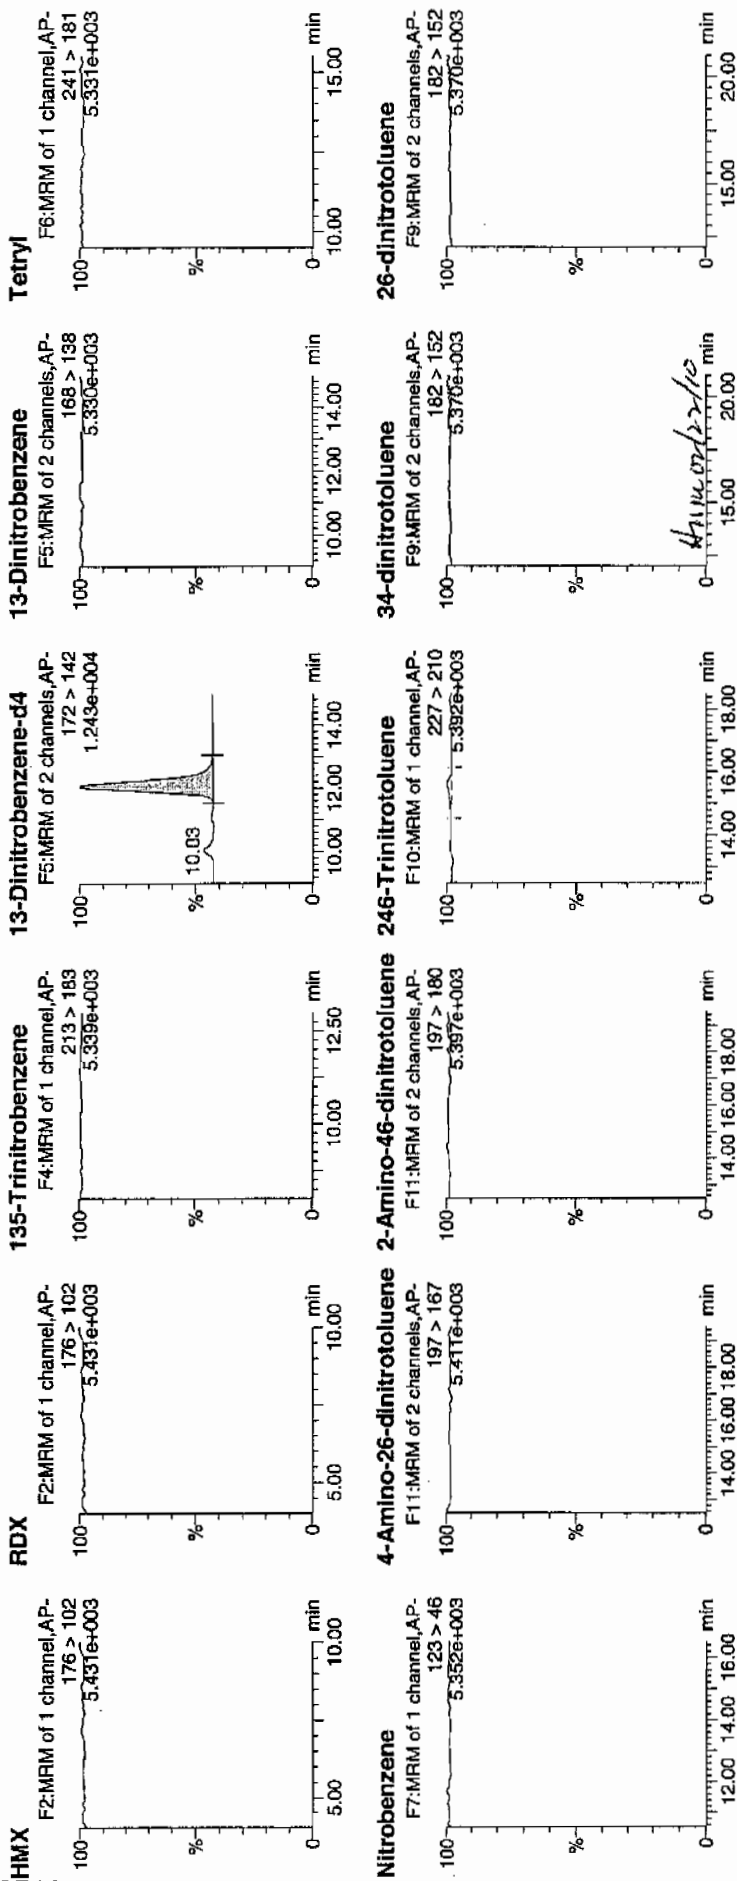 HMX
F2:MRM of 1 channel,AP-
176 > 102
5.431e+003
100
%
0
5.00
10.00
min
RDX
F2:MRM of 1 channel,AP-
176 > 102
5.431e+003
100
%
0
5.00
10.00
min
135-Trinitrobenzene
F4:MRM of 1 channel,AP-
213 > 183
5.339e+003
100
%
0
10.00
12.50
min
13-Dinitrobenzene-d4
F5:MRM of 2 channels,AP-
172 > 142
1.243e+004
100
%
10.03
0
10.00
12.00
14.00
min
13-Dinitrobenzene
F5:MRM of 2 channels,AP-
168 > 138
5.330e+003
100
%
0
10.00
12.00
14.00
min
Tetryl
F6:MRM of 1 channel,AP-
241 > 181
5.331e+003
100
%
0
10.00
15.00
min
Nitrobenzene
F7:MRM of 1 channel,AP-
123 > 46
5.352e+003
100
%
0
12.00
14.00
16.00
min
4-Amino-26-dinitrotoluene
F11:MRM of 2 channels,AP-
197 > 167
5.411e+003
100
%
0
14.00
16.00
18.00
min
2-Amino-46-dinitrotoluene
F11:MRM of 2 channels,AP-
197 > 180
5.397e+003
100
%
0
14.00
16.00
18.00
min
246-Trinitrotoluene
F10:MRM of 1 channel,AP-
227 > 210
5.392e+003
100
%
0
14.00
16.00
18.00
min
34-dinitrotoluene
F9:MRM of 2 channels,AP-
182 > 152
5.370e+003
100
%
02/22/10
0
15.00
20.00
min
26-dinitrotoluene
F9:MRM of 2 channels,AP-
182 > 152
5.370e+003
100
%
0
15.00
20.00
min